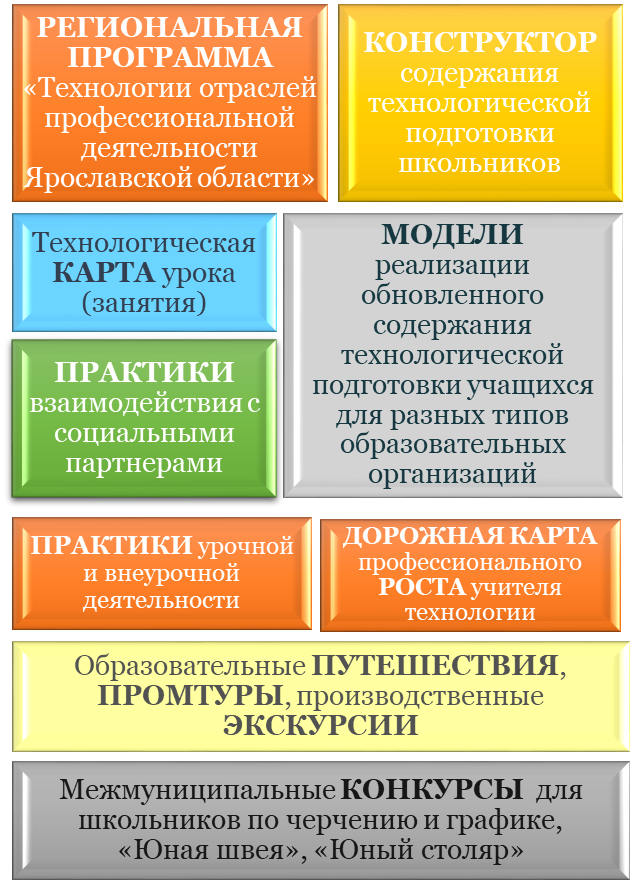 РЕГИОНАЛЬНАЯ
ПРОГРАММА
«Технологии отраслей
профессиональной
деятельности
Ярославской области»
КОНСТРУКТОР
содержания
технологической
подготовки
школьников
Технологическая
КАРТА урока
(занятия)
МОДЕЛИ
реализации
обновленного
содержания
технологической
подготовки учащихся
для разных типов
образовательных
организаций
ПРАКТИКИ
взаимодействия с
социальными
партнерами
ПРАКТИКИ урочной
и внеурочной
деятельности
ДОРОЖНАЯ КАРТА
профессионального
РОСТА учителя
технологии
Образовательные ПУТЕШЕСТВИЯ,
ПРОМТУРЫ, производственные
ЭКСКУРСИИ
Межмуниципальные КОНКУРСЫ для
школьников по черчению и графике,
«Юная швея», «Юный столяр»